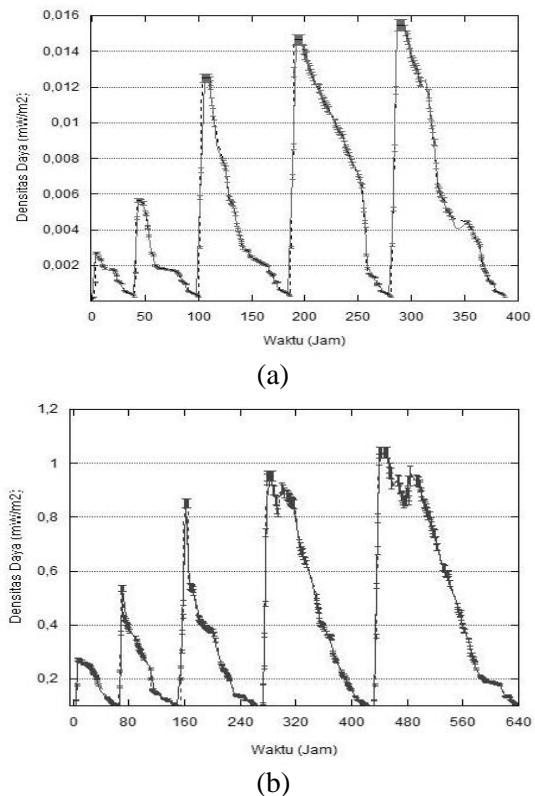 0,016
0,014
0,012
0,01
0,008
0,006
0,004
0,002
Densitas Daya (mW/m2)
0 50 100 150 200 250 300 350 400
Waktu (Jam)
(a)
1,2
1
0,8
0,6
0,4
0,2
Densitas Daya (mW/m2)
0 80 160 240 320 400 480 560 640
Waktu (Jam)
(b)